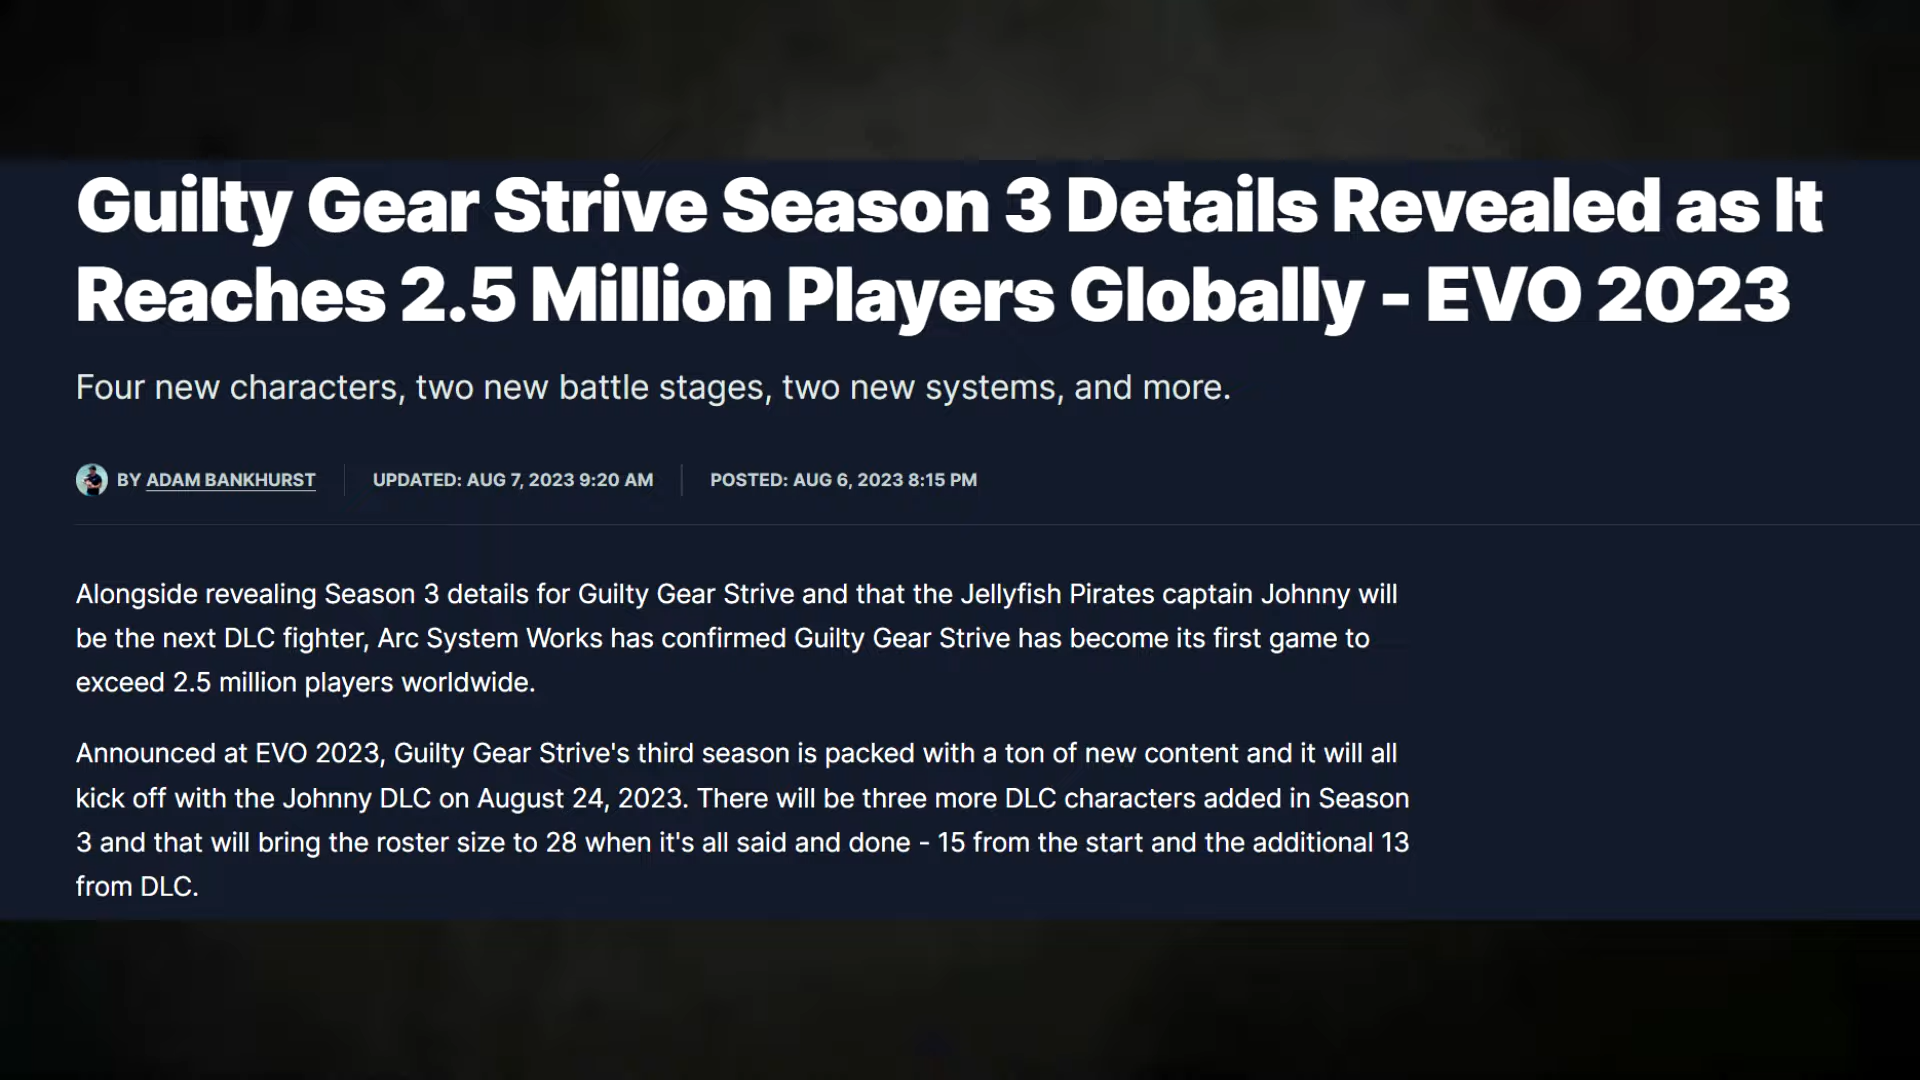 Guilty Gear Strive Season 3 Details Revealed as It
Reaches 2.5 Million Players Globally - EVO 2023
Four new characters, two new battle stages, two new systems, and more.
BY ADAM BANKHURST UPDATED: AUG 7, 2023 9:20 AM POSTED: AUG 6, 2023 8:15 PM
Alongside revealing Season 3 details for Guilty Gear Strive and that the Jellyfish Pirates captain Johnny will
be the next DLC fighter, Arc System Works has confirmed Guilty Gear Strive has become its first game to
exceed 2.5 million players worldwide.
Announced at EVO 2023, Guilty Gear Strive's third season is packed with a ton of new content and it will all
kick off with the Johnny DLC on August 24, 2023. There will be three more DLC characters added in Season
3 and that will bring the roster size to 28 when it's all said and done - 15 from the start and the additional 13
from DLC.